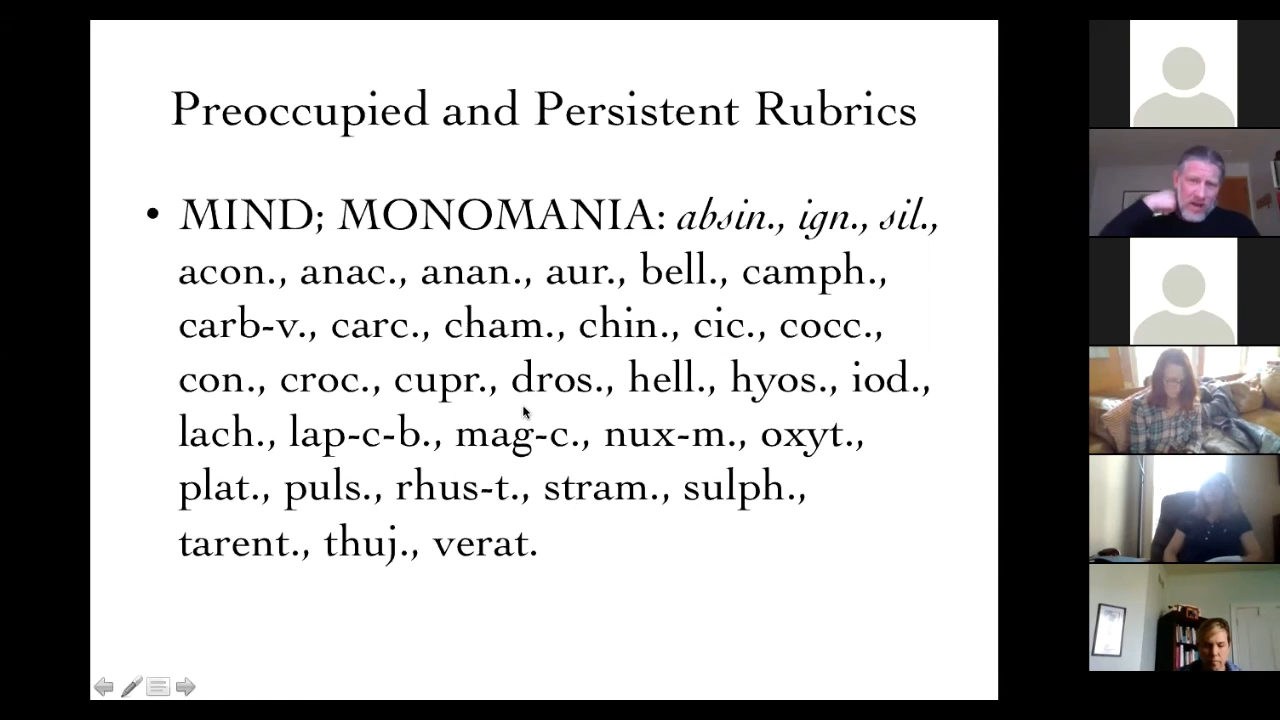 Preoccupied and Persistent Rubrics
• MIND; MONOMANIA: absin., ign., sil.,
acon., anac., anan., aur., bell., camph.,
carb-v., carc., cham., chin., cic., cocc.,
con., croc., cupr., dros., hell., hyos., iod.,
lach., lap-c-b., mag-c., nux-m., oxyt.,
plat., puls., rhus-t., stram., sulph.,
tarent., thuj., verat.